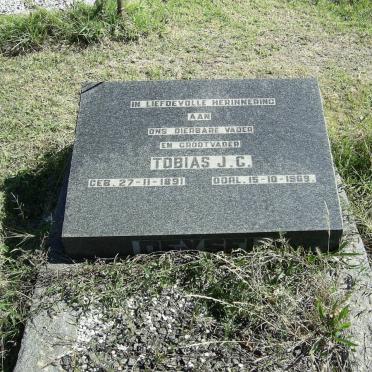 IN LIEFDEVOLLE HERINNERING
AAN
ONS DIERBARE VADER
EN GROOTVADER
TOBIAS J.C.
GEB. 27-11-1891 OORL. 15-10-1969.